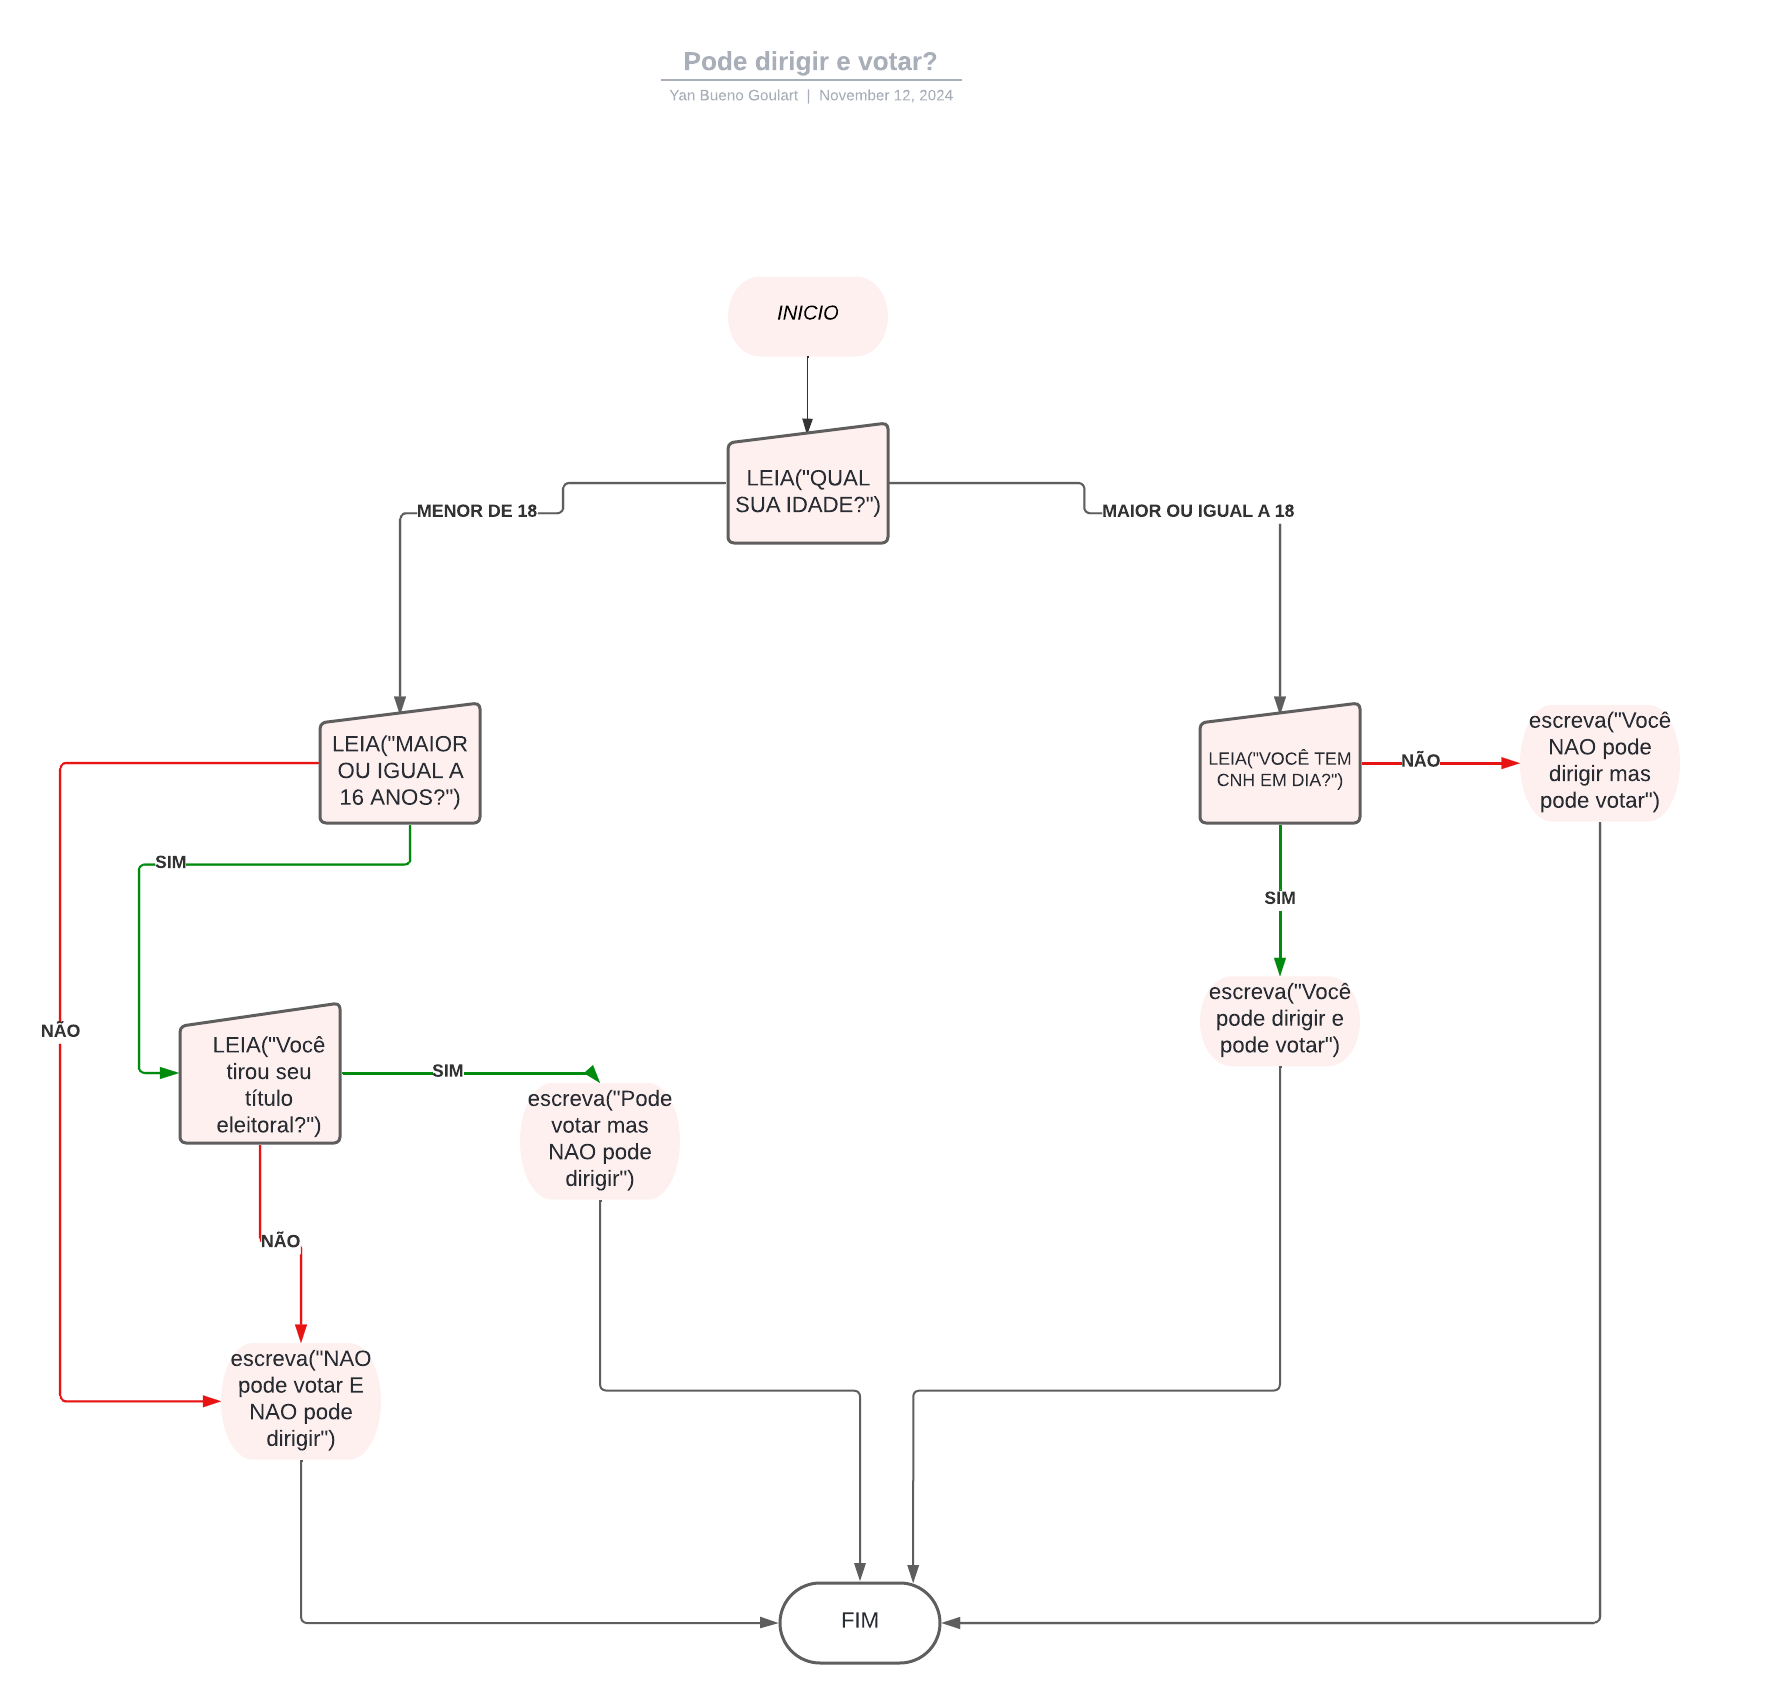 Pode dirigir e votar?
Yan Bueno Goulart | November 12, 2024
INICIO
LEIA("QUAL
SUA IDADE?")
MENOR DE 18
MAIOR OU IGUAL A 18
LEIA("MAIOR
OU IGUAL A
16 ANOS?")
LEIA("VOCÊ TEM
CNH EM DIA?")
NÃO
escreva("Você
NAO pode
dirigir mas
pode votar")
SIM
SIM
escreva("Você
pode dirigir e
pode votar")
NÃO
LEIA("Você
tirou seu
título
eleitoral?")
SIM
escreva("Pode
votar mas
NAO pode
dirigir")
NÃO
escreva("NAO
pode votar E
NAO pode
dirigir")
FIM